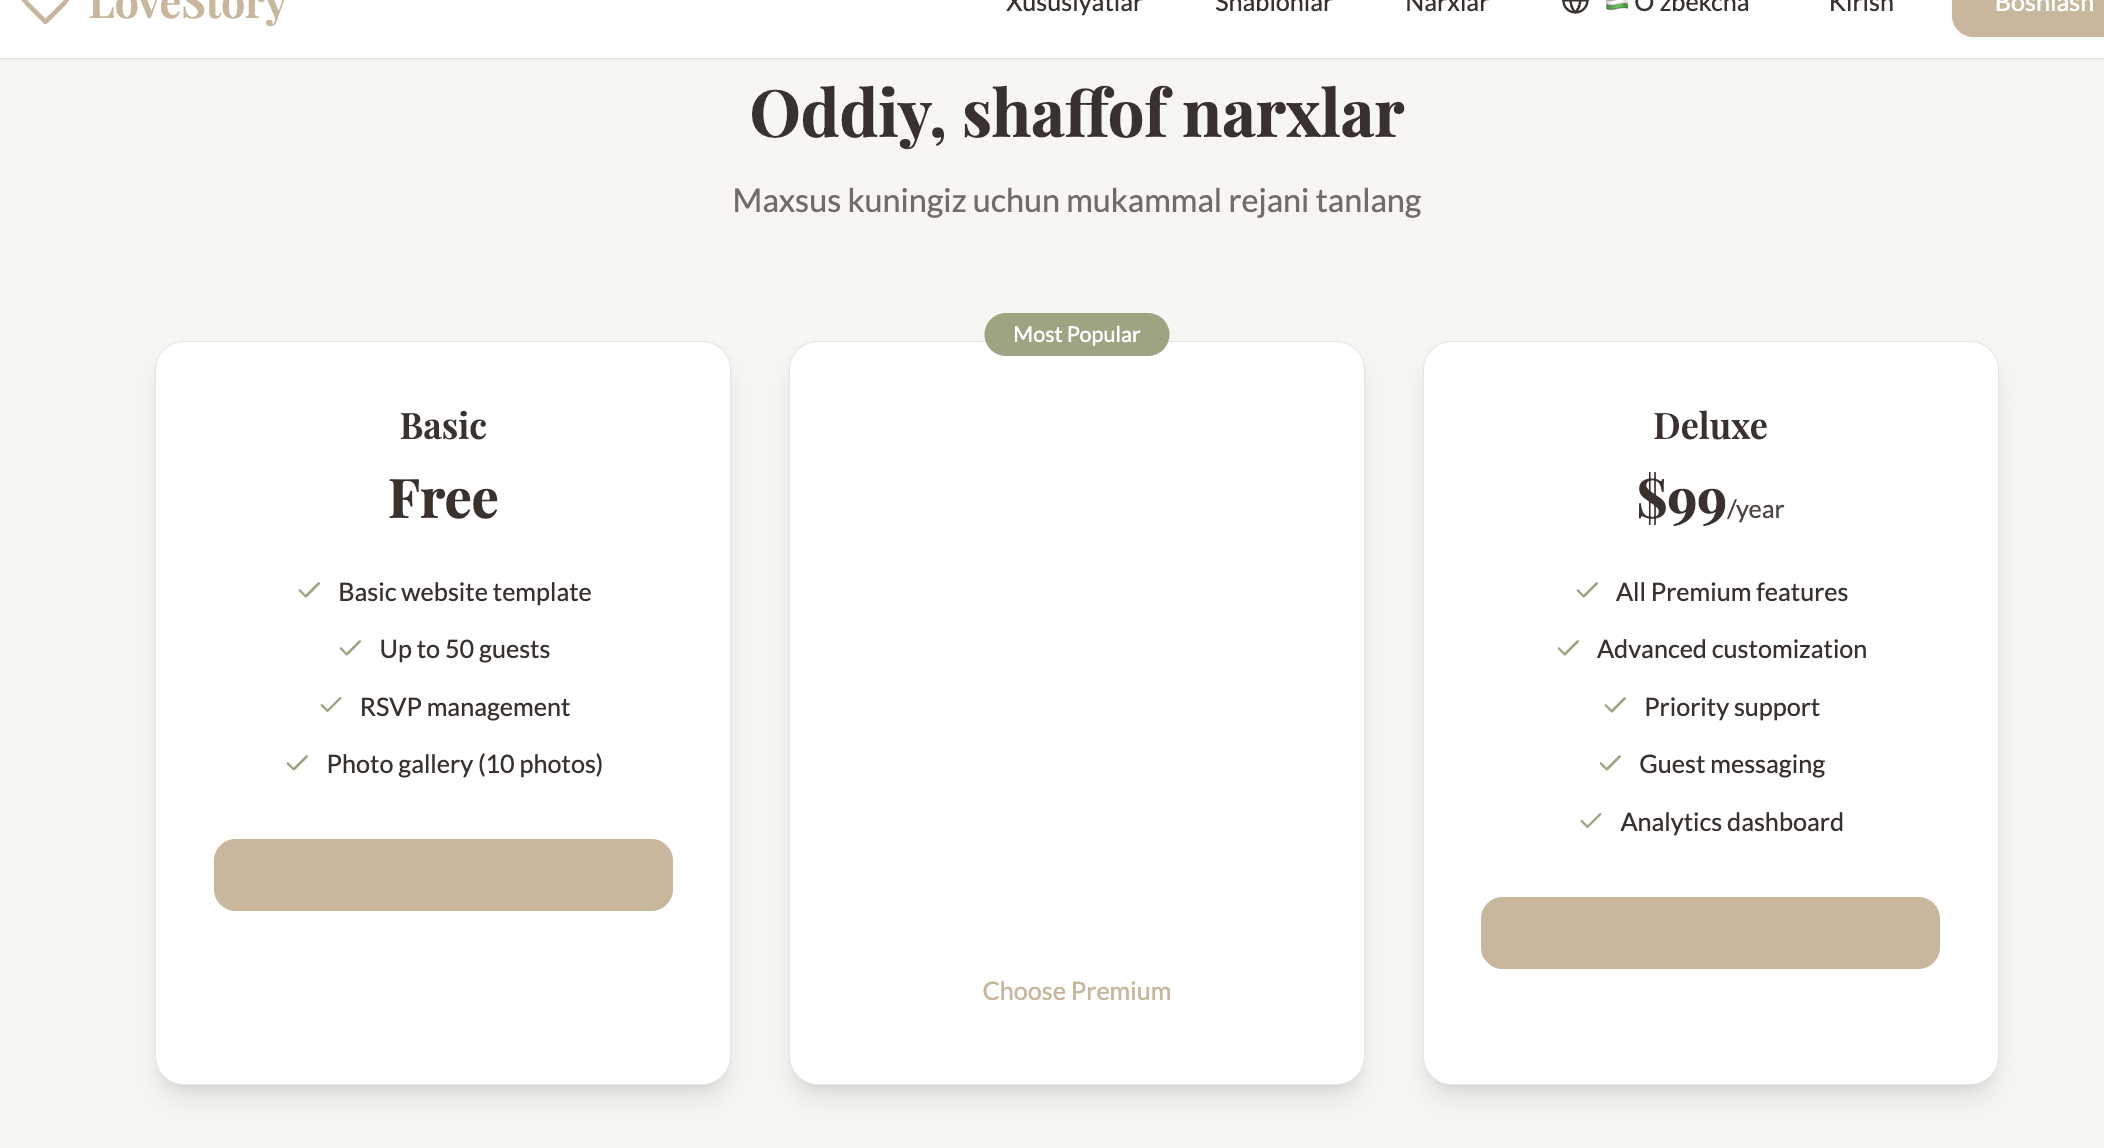 LoveStory Xususiyatlar Shablonlar Narxlar O'zbekcha Kirish Boshlash
Oddiy, shaffof narxlar
Maxsus kuningiz uchun mukammal rejani tanlang
Most Popular
Basic
Free
Basic website template
Up to 50 guests
RSVP management
Photo gallery (10 photos)
Choose Premium
Deluxe
$99/year
All Premium features
Advanced customization
Priority support
Guest messaging
Analytics dashboard